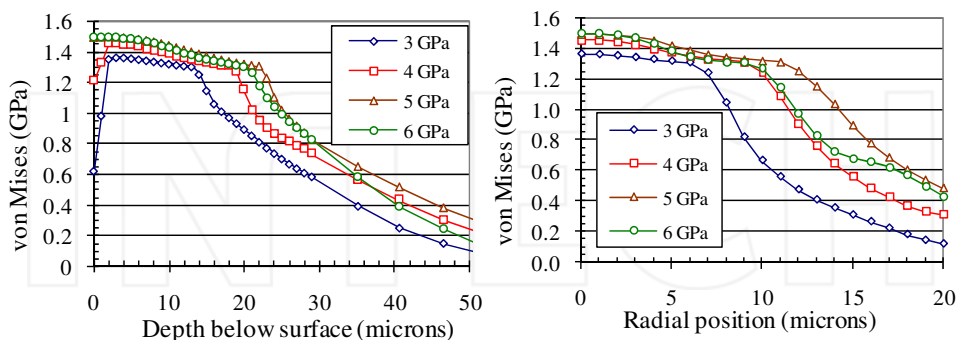 1.6
1.4
1.2
1
0.8
0.6
0.4
0.2
0
von Mises (GPa)
0 10 20 30 40 50
Depth below surface (microns)
3 GPa
4 GPa
5 GPa
6 GPa
1.6
1.4
1.2
1.0
0.8
0.6
0.4
0.2
0.0
von Mises (GPa)
0 5 10 15 20
Radial position (microns)
3 GPa
4 GPa
5 GPa
6 GPa